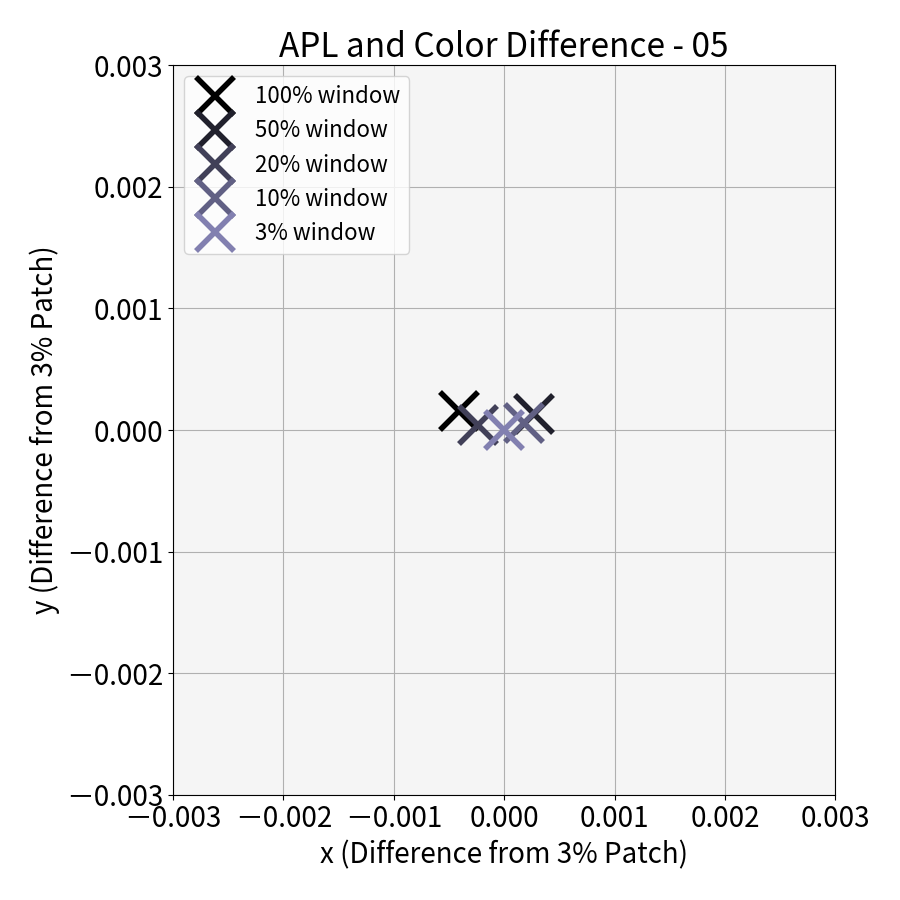 APL and Color Difference - 05
100% window
50% window
20% window
10% window
3% window
y (Difference from 3% Patch)
0.003
0.002
0.001
0.000
−0.001
−0.002
−0.003
−0.003 −0.002 −0.001 0.000 0.001 0.002 0.003
x (Difference from 3% Patch)